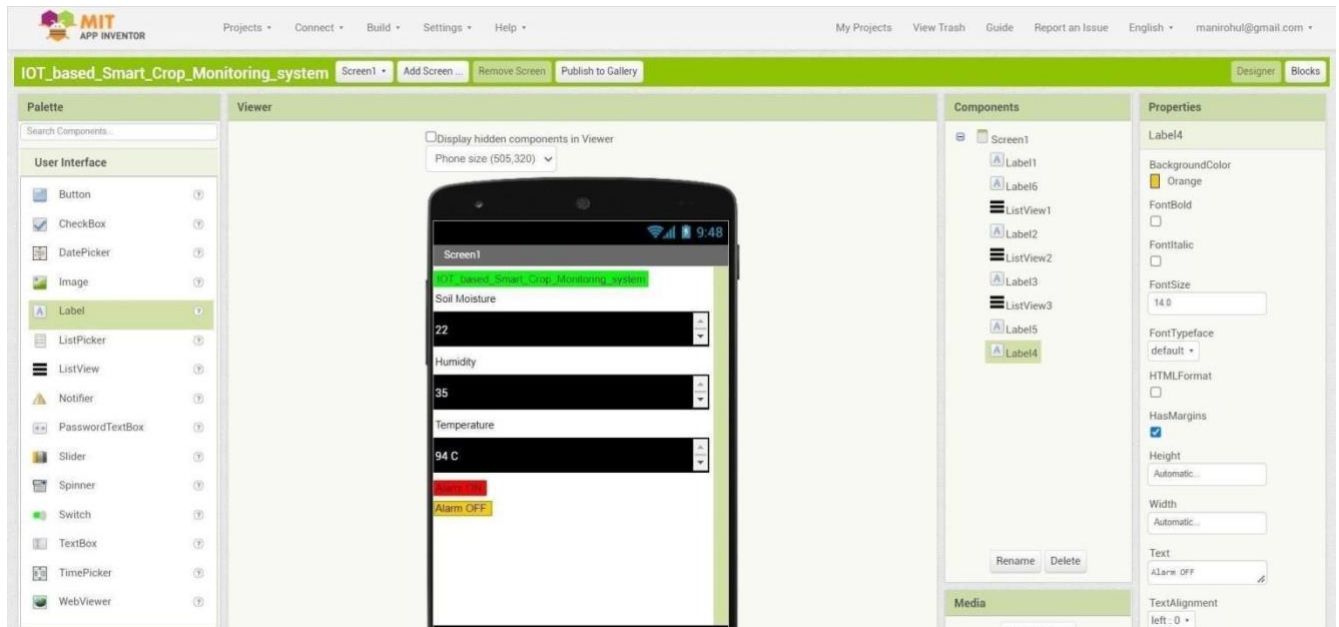 MIT
APP INVENTOR
Projects Connect Build Settings Help My Projects View Trash Guide Report an Issue English manirohul@gmail.com
IOT_based_Smart_Crop_Monitoring_system Screen1 Add Screen ... Remove Screen Publish to Gallery Designer Blocks
Palette
Search Components...
User Interface
Button
CheckBox
DatePicker
Image
Label
ListPicker
ListView
Notifier
PasswordTextBox
Slider
Spinner
Switch
TextBox
TimePicker
WebViewer
Viewer
Display hidden components in Viewer
Phone size (505,320)
9:48
Screen1
IOT_based_Smart_Crop_Monitoring_system
Soil Moisture
22
Humidity
35
Temperature
94 C
Alarm ON
Alarm OFF
Components
Screen1
Label1
Label6
ListView1
Label2
ListView2
Label3
ListView3
Label5
Label4
Rename Delete
Media
Properties
Label4
BackgroundColor
Orange
FontBold
FontItalic
FontSize
14.0
FontTypeface
default
HTMLFormat
HasMargins
Height
Automatic...
Width
Automatic...
Text
Alarm OFF
TextAlignment
left : 0